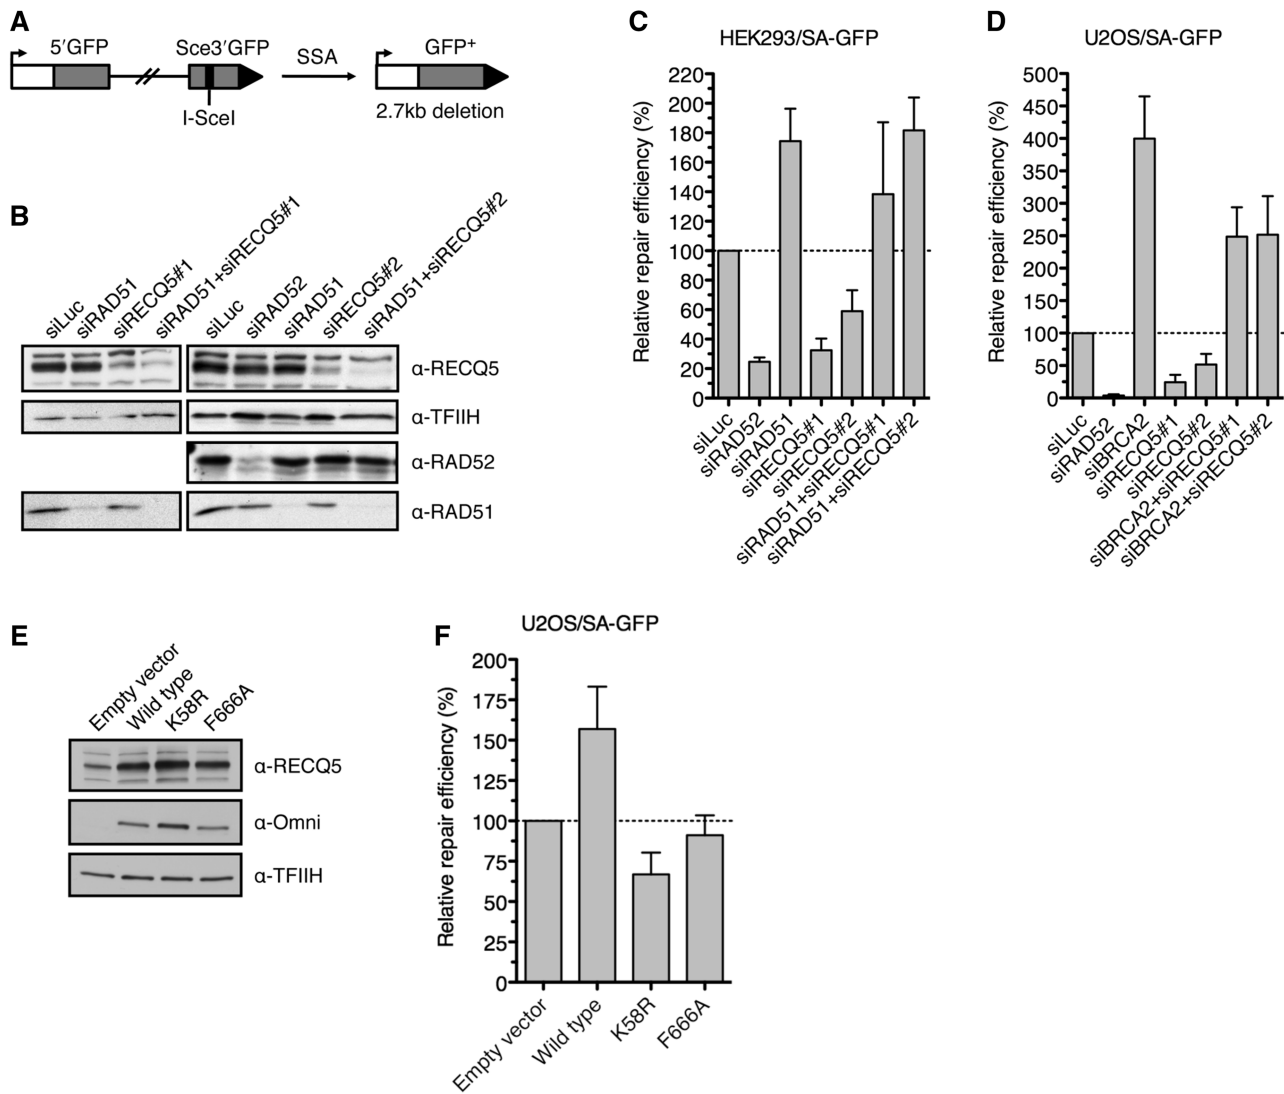 A
5′GFP
Sce3′GFP
SSA
GFP+
I-SceI
2.7kb deletion
B
siLuc
siRAD51
siRECQ5#1
siRAD51+siRECQ5#1
siLuc
siRAD52
siRAD51
siRECQ5#2
siRAD51+siRECQ5#2
α-RECQ5
α-TFIIH
α-RAD52
α-RAD51
C
HEK293/SA-GFP
Relative repair efficiency (%)
220
200
180
160
140
120
100
80
60
40
20
0
siLuc
siRAD52
siRAD51
siRECQ5#1
siRECQ5#2
siRAD51+siRECQ5#1
siRAD51+siRECQ5#2
D
U2OS/SA-GFP
Relative repair efficiency (%)
500
450
400
350
300
250
200
150
100
50
0
siLuc
siRAD52
siBRCA2
siRECQ5#1
siRECQ5#2
siBRCA2+siRECQ5#1
siBRCA2+siRECQ5#2
E
Empty vector
Wild type
K58R
F666A
α-RECQ5
α-Omni
α-TFIIH
F
U2OS/SA-GFP
Relative repair efficiency (%)
200
175
150
125
100
75
50
25
0
Empty vector
Wild type
K58R
F666A